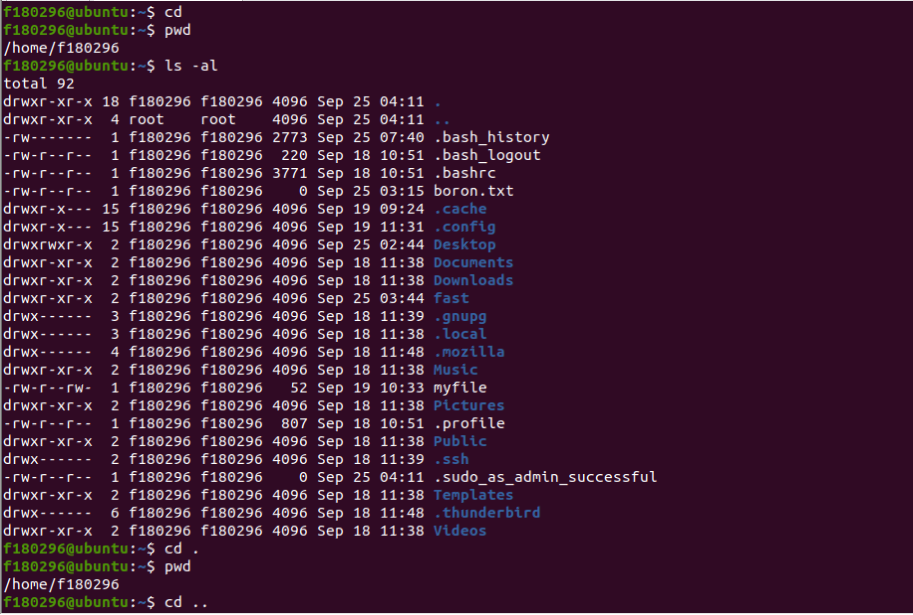 f180296@ubuntu:~$ cd
f180296@ubuntu:~$ pwd
/home/f180296
f180296@ubuntu:~$ ls -al
total 92
drwxr-xr-x 18 f180296 f180296 4096 Sep 25 04:11 .
drwxr-xr-x  4 root    root    4096 Sep 25 04:11 ..
-rw-------  1 f180296 f180296 2773 Sep 25 07:40 .bash_history
-rw-r--r--  1 f180296 f180296  220 Sep 18 10:51 .bash_logout
-rw-r--r--  1 f180296 f180296 3771 Sep 18 10:51 .bashrc
-rw-r--r--  1 f180296 f180296    0 Sep 25 03:15 boron.txt
drwxr-x--- 15 f180296 f180296 4096 Sep 19 09:24 .cache
drwxr-x--- 15 f180296 f180296 4096 Sep 19 11:31 .config
drwxrwxr-x  2 f180296 f180296 4096 Sep 25 02:44 Desktop
drwxr-xr-x  2 f180296 f180296 4096 Sep 18 11:38 Documents
drwxr-xr-x  2 f180296 f180296 4096 Sep 18 11:38 Downloads
drwxr-xr-x  2 f180296 f180296 4096 Sep 25 03:44 fast
drwx------  3 f180296 f180296 4096 Sep 18 11:39 .gnupg
drwx------  3 f180296 f180296 4096 Sep 18 11:38 .local
drwx------  4 f180296 f180296 4096 Sep 18 11:48 .mozilla
drwxr-xr-x  2 f180296 f180296 4096 Sep 18 11:38 Music
-rw-r--rw-  1 f180296 f180296   52 Sep 19 10:33 myfile
drwxr-xr-x  2 f180296 f180296 4096 Sep 18 11:38 Pictures
-rw-r--r--  1 f180296 f180296  807 Sep 18 10:51 .profile
drwxr-xr-x  2 f180296 f180296 4096 Sep 18 11:38 Public
drwx------  2 f180296 f180296 4096 Sep 18 11:39 .ssh
-rw-r--r--  1 f180296 f180296    0 Sep 25 04:11 .sudo_as_admin_successful
drwxr-xr-x  2 f180296 f180296 4096 Sep 18 11:38 Templates
drwx------  6 f180296 f180296 4096 Sep 18 11:48 .thunderbird
drwxr-xr-x  2 f180296 f180296 4096 Sep 18 11:38 Videos
f180296@ubuntu:~$ cd .
f180296@ubuntu:~$ pwd
/home/f180296
f180296@ubuntu:~$ cd ..